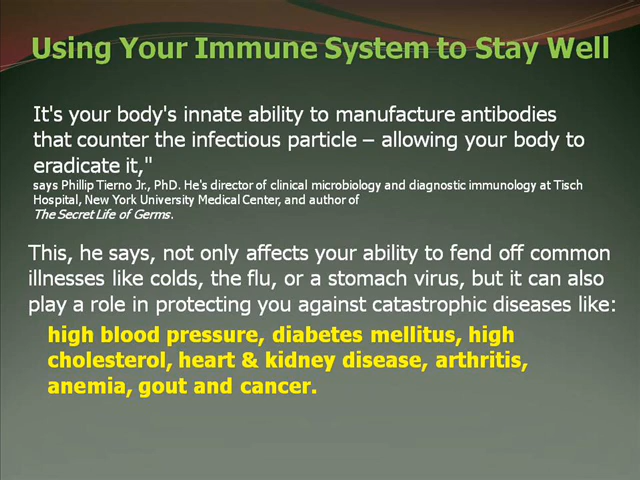 Using Your Immune System to Stay Well
It's your body's innate ability to manufacture antibodies
that counter the infectious particle – allowing your body to
eradicate it,"
says Phillip Tierno Jr., PhD. He's director of clinical microbiology and diagnostic immunology at Tisch
Hospital, New York University Medical Center, and author of
The Secret Life of Germs.
This, he says, not only affects your ability to fend off common
illnesses like colds, the flu, or a stomach virus, but it can also
play a role in protecting you against catastrophic diseases like:
high blood pressure, diabetes mellitus, high
cholesterol, heart & kidney disease, arthritis,
anemia, gout and cancer.